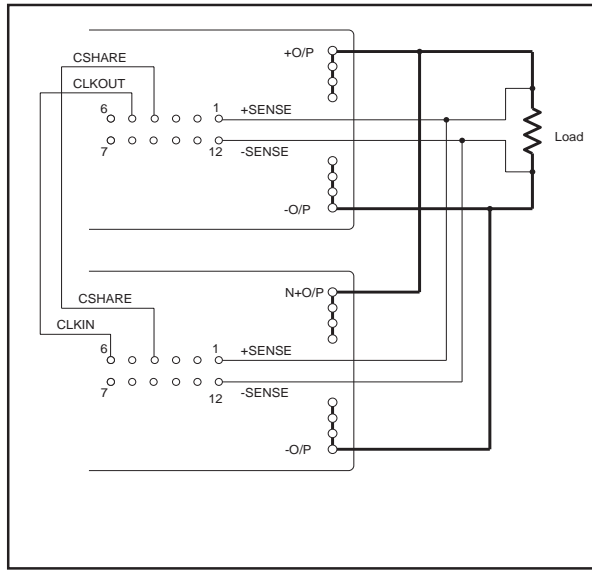 +O/P
CSHARE
CLKOUT
6
1
+SENSE
7
12
-SENSE
Load
-O/P
N+O/P
CSHARE
CLKIN
6
1
+SENSE
7
12
-SENSE
-O/P